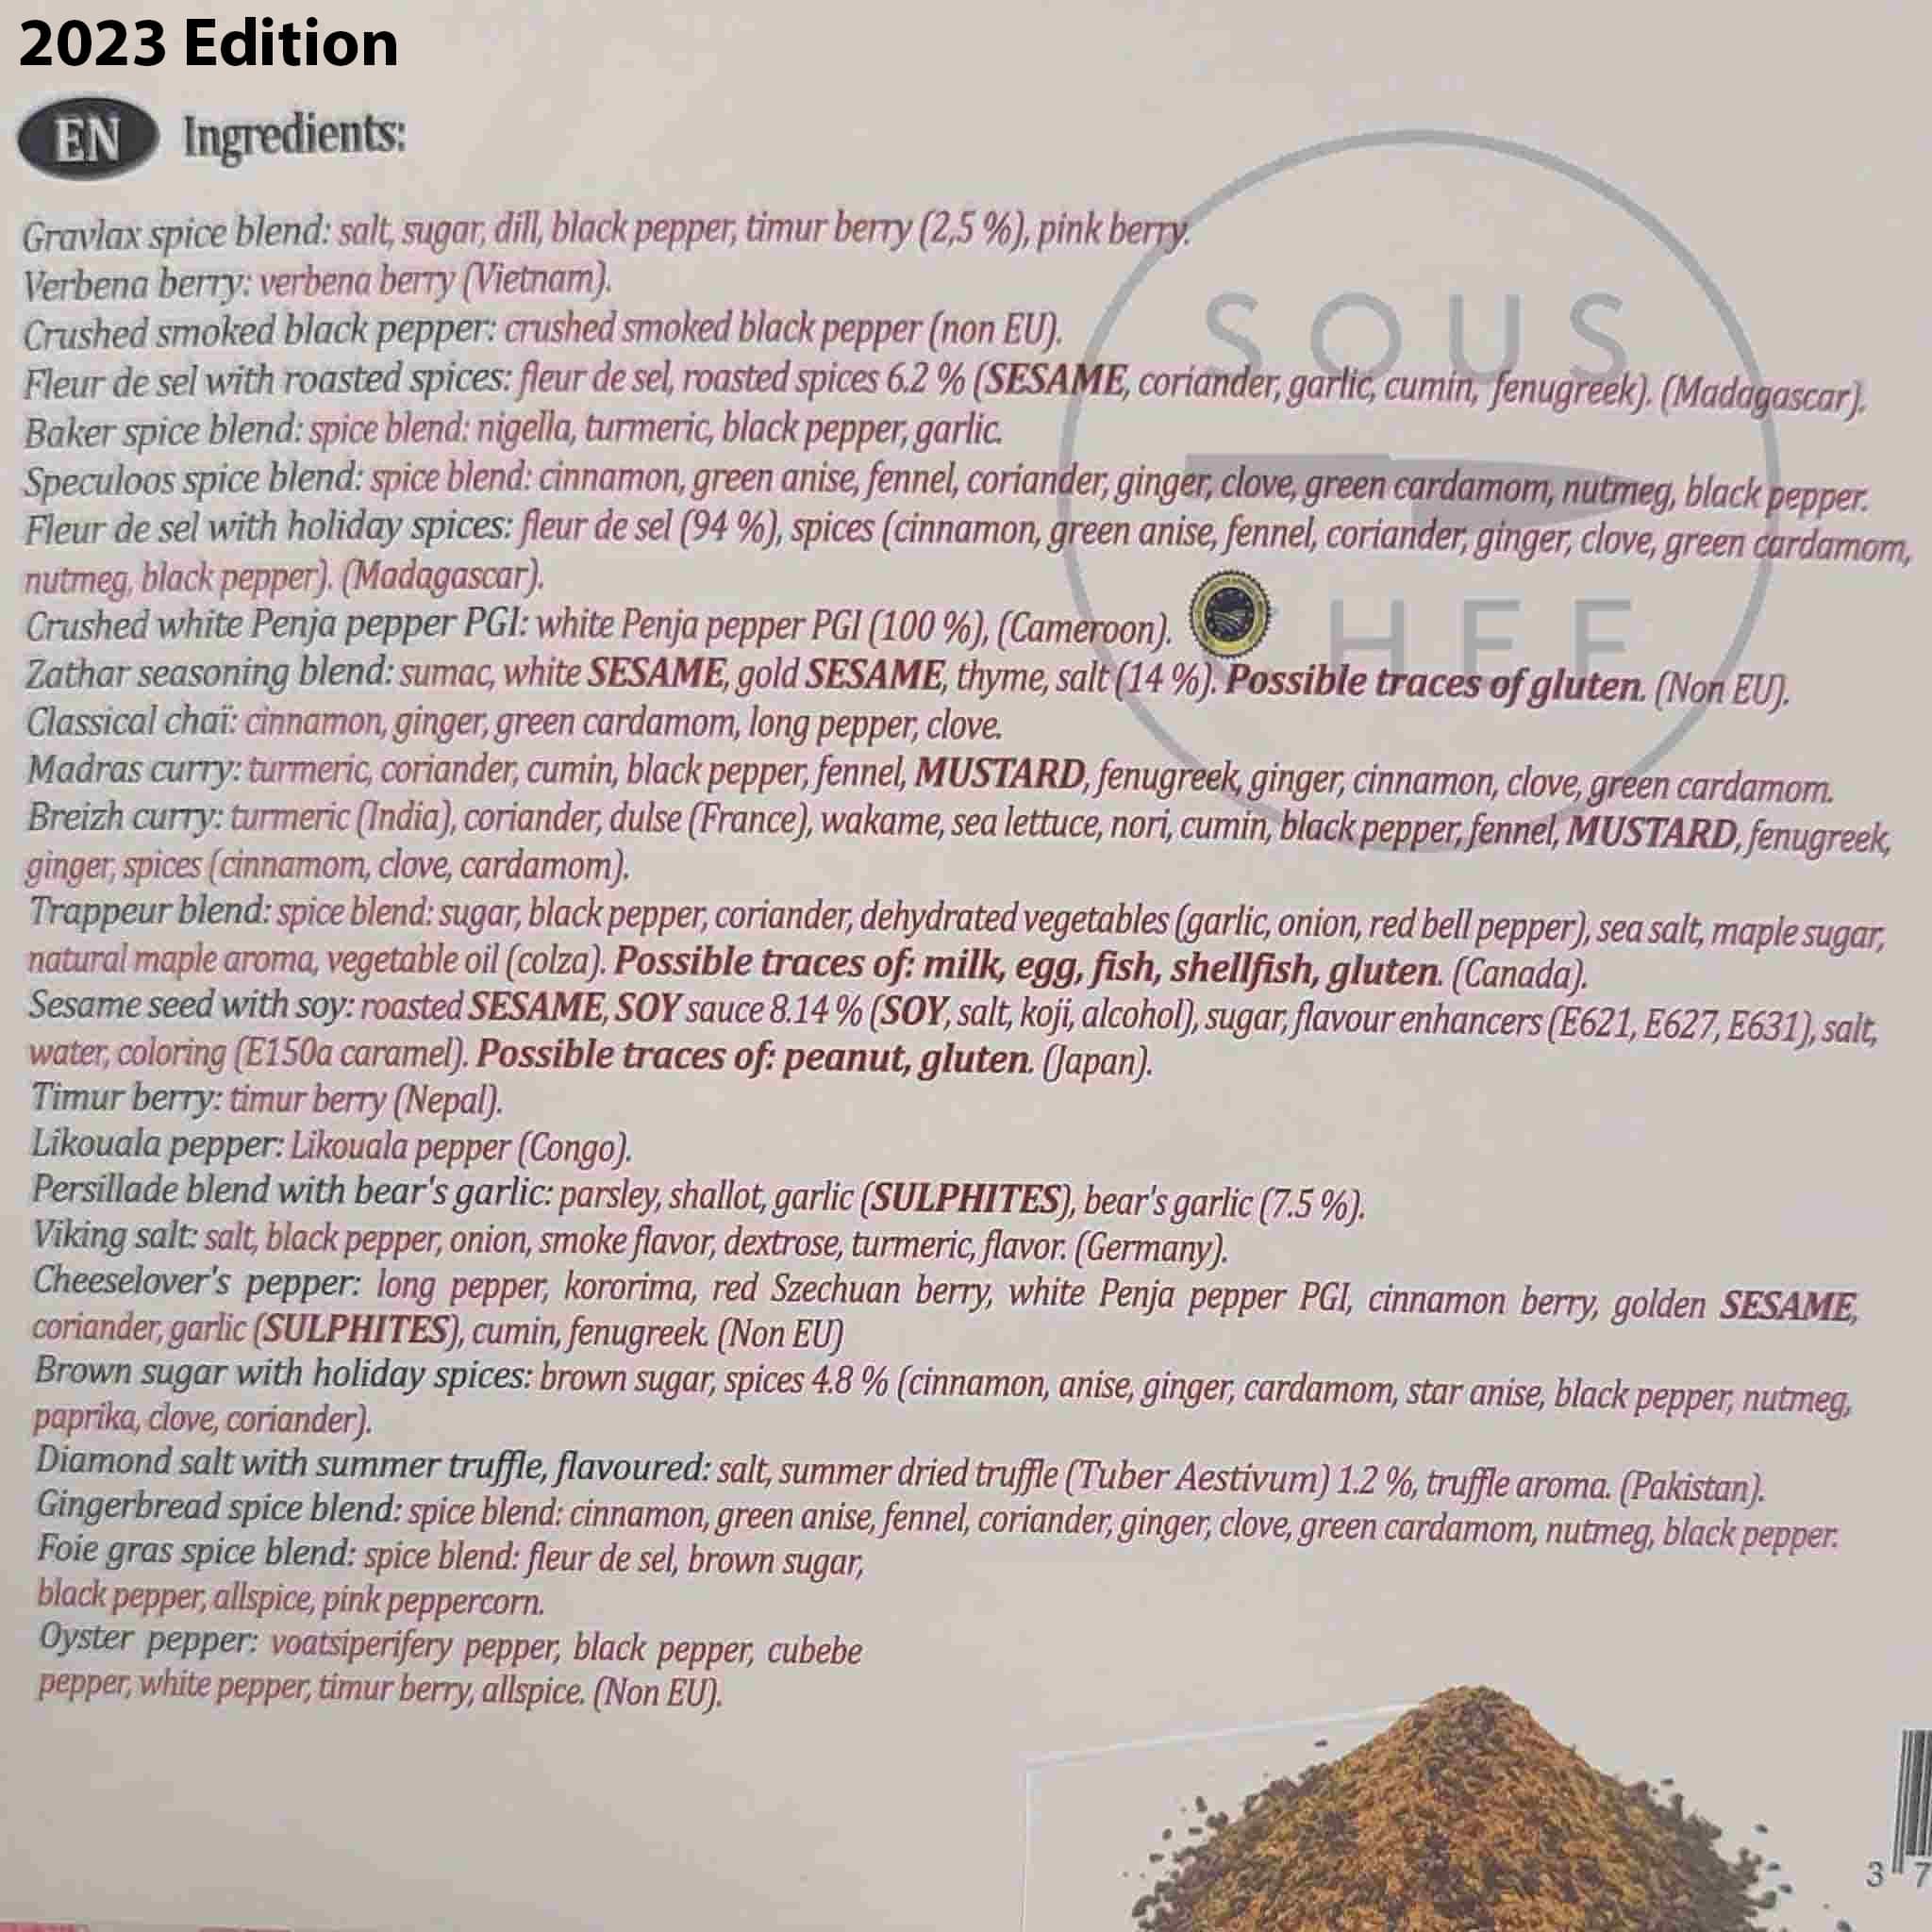 2023 Edition
EN Ingredients:
Gravlax spice blend: salt, sugar, dill, black pepper, timur berry (2,5 %), pink berry.
Verbena berry: verbena berry (Vietnam).
Crushed smoked black pepper: crushed smoked black pepper (non EU).
Fleur de sel with roasted spices: fleur de sel, roasted spices 6.2 % (SESAME, coriander, garlic, cumin, fenugreek). (Madagascar).
Baker spice blend: spice blend: nigella, turmeric, black pepper, garlic.
Speculoos spice blend: spice blend: cinnamon, green anise, fennel, coriander, ginger, clove, green cardamom, nutmeg, black pepper.
Fleur de sel with holiday spices: fleur de sel (94 %), spices (cinnamon, green anise, fennel, coriander, ginger, clove, green cardamom,
nutmeg, black pepper). (Madagascar).
Crushed white Penja pepper PGI: white Penja pepper PGI (100 %), (Cameroon).
Zathar seasoning blend: sumac, white SESAME, gold SESAME, thyme, salt (14 %). Possible traces of gluten. (Non EU).
Classical chaï: cinnamon, ginger, green cardamom, long pepper, clove.
Madras curry: turmeric, coriander, cumin, black pepper, fennel, MUSTARD, fenugreek, ginger, cinnamon, clove, green cardamom.
Breizh curry: turmeric (India), coriander, dulse (France), wakame, sea lettuce, nori, cumin, black pepper, fennel, MUSTARD, fenugreek,
ginger, spices (cinnamom, clove, cardamom).
Trappeur blend: spice blend: sugar, black pepper, coriander, dehydrated vegetables (garlic, onion, red bell pepper), sea salt, maple sugar,
natural maple aroma, vegetable oil (colza). Possible traces of: milk, egg, fish, shellfish, gluten. (Canada).
Sesame seed with soy: roasted SESAME, SOY sauce 8.14 % (SOY, salt, koji, alcohol), sugar, flavour enhancers (E621, E627, E631), salt,
water, coloring (E150a caramel). Possible traces of: peanut, gluten. (Japan).
Timur berry: timur berry (Nepal).
Likouala pepper: Likouala pepper (Congo).
Persillade blend with bear's garlic: parsley, shallot, garlic (SULPHITES), bear's garlic (7.5 %).
Viking salt: salt, black pepper, onion, smoke flavor, dextrose, turmeric, flavor. (Germany).
Cheeselover's pepper: long pepper, kororima, red Szechuan berry, white Penja pepper PGI, cinnamon berry, golden SESAME,
coriander, garlic (SULPHITES), cumin, fenugreek. (Non EU)
Brown sugar with holiday spices: brown sugar, spices 4.8 % (cinnamon, anise, ginger, cardamom, star anise, black pepper, nutmeg,
paprika, clove, coriander).
Diamond salt with summer truffle, flavoured: salt, summer dried truffle (Tuber Aestivum) 1.2 %, truffle aroma. (Pakistan).
Gingerbread spice blend: spice blend: cinnamon, green anise, fennel, coriander, ginger, clove, green cardamom, nutmeg, black pepper.
Foie gras spice blend: spice blend: fleur de sel, brown sugar,
black pepper, allspice, pink peppercorn.
Oyster pepper: voatsiperifery pepper, black pepper, cubebe
pepper, white pepper, timur berry, allspice. (Non EU).
SOUS
CHEF
3 7